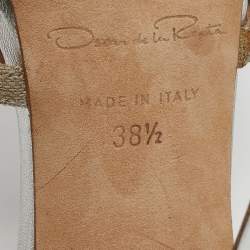 Oscar de la Renta
MADE IN ITALY
38½